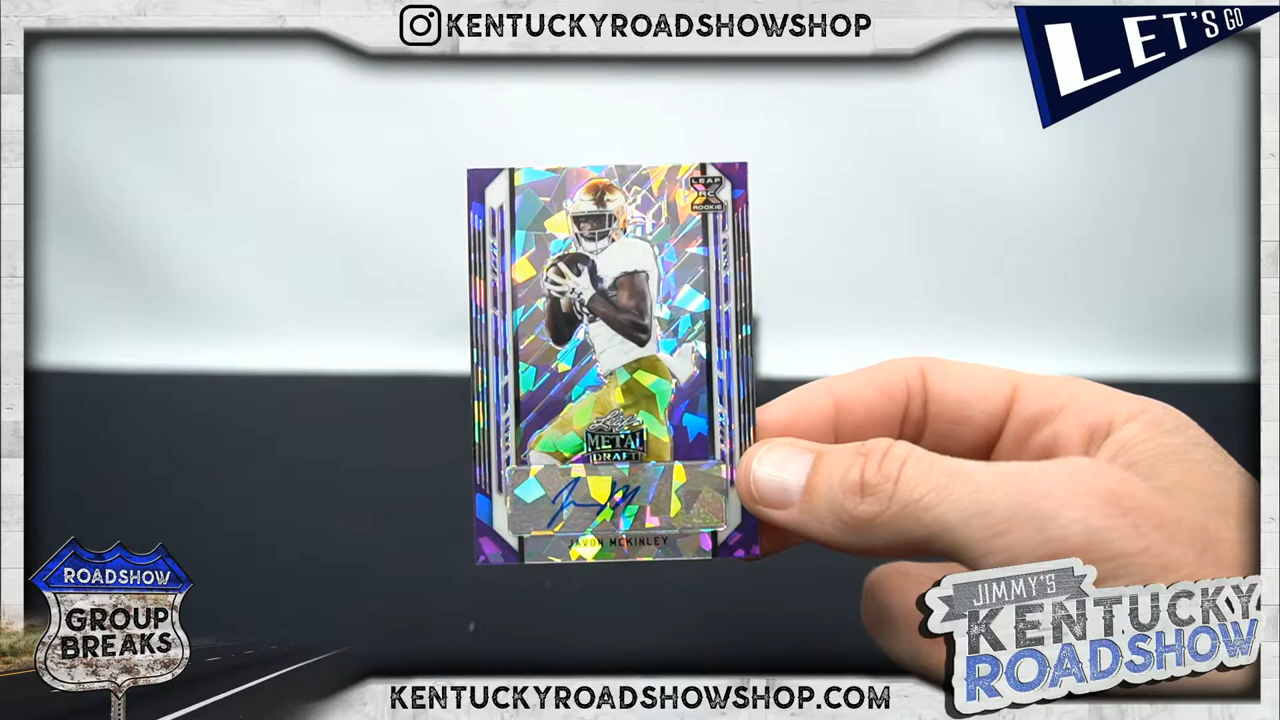 KENTUCKYROADSHOWSHOP
LET'S GO
LEAF
RC
ROOKIE
Leaf
METAL
DRAFT
JAVON MCKINLEY
ROADSHOW
GROUP
BREAKS
JIMMY'S
KENTUCKY
ROADSHOW
KENTUCKYROADSHOWSHOP.COM